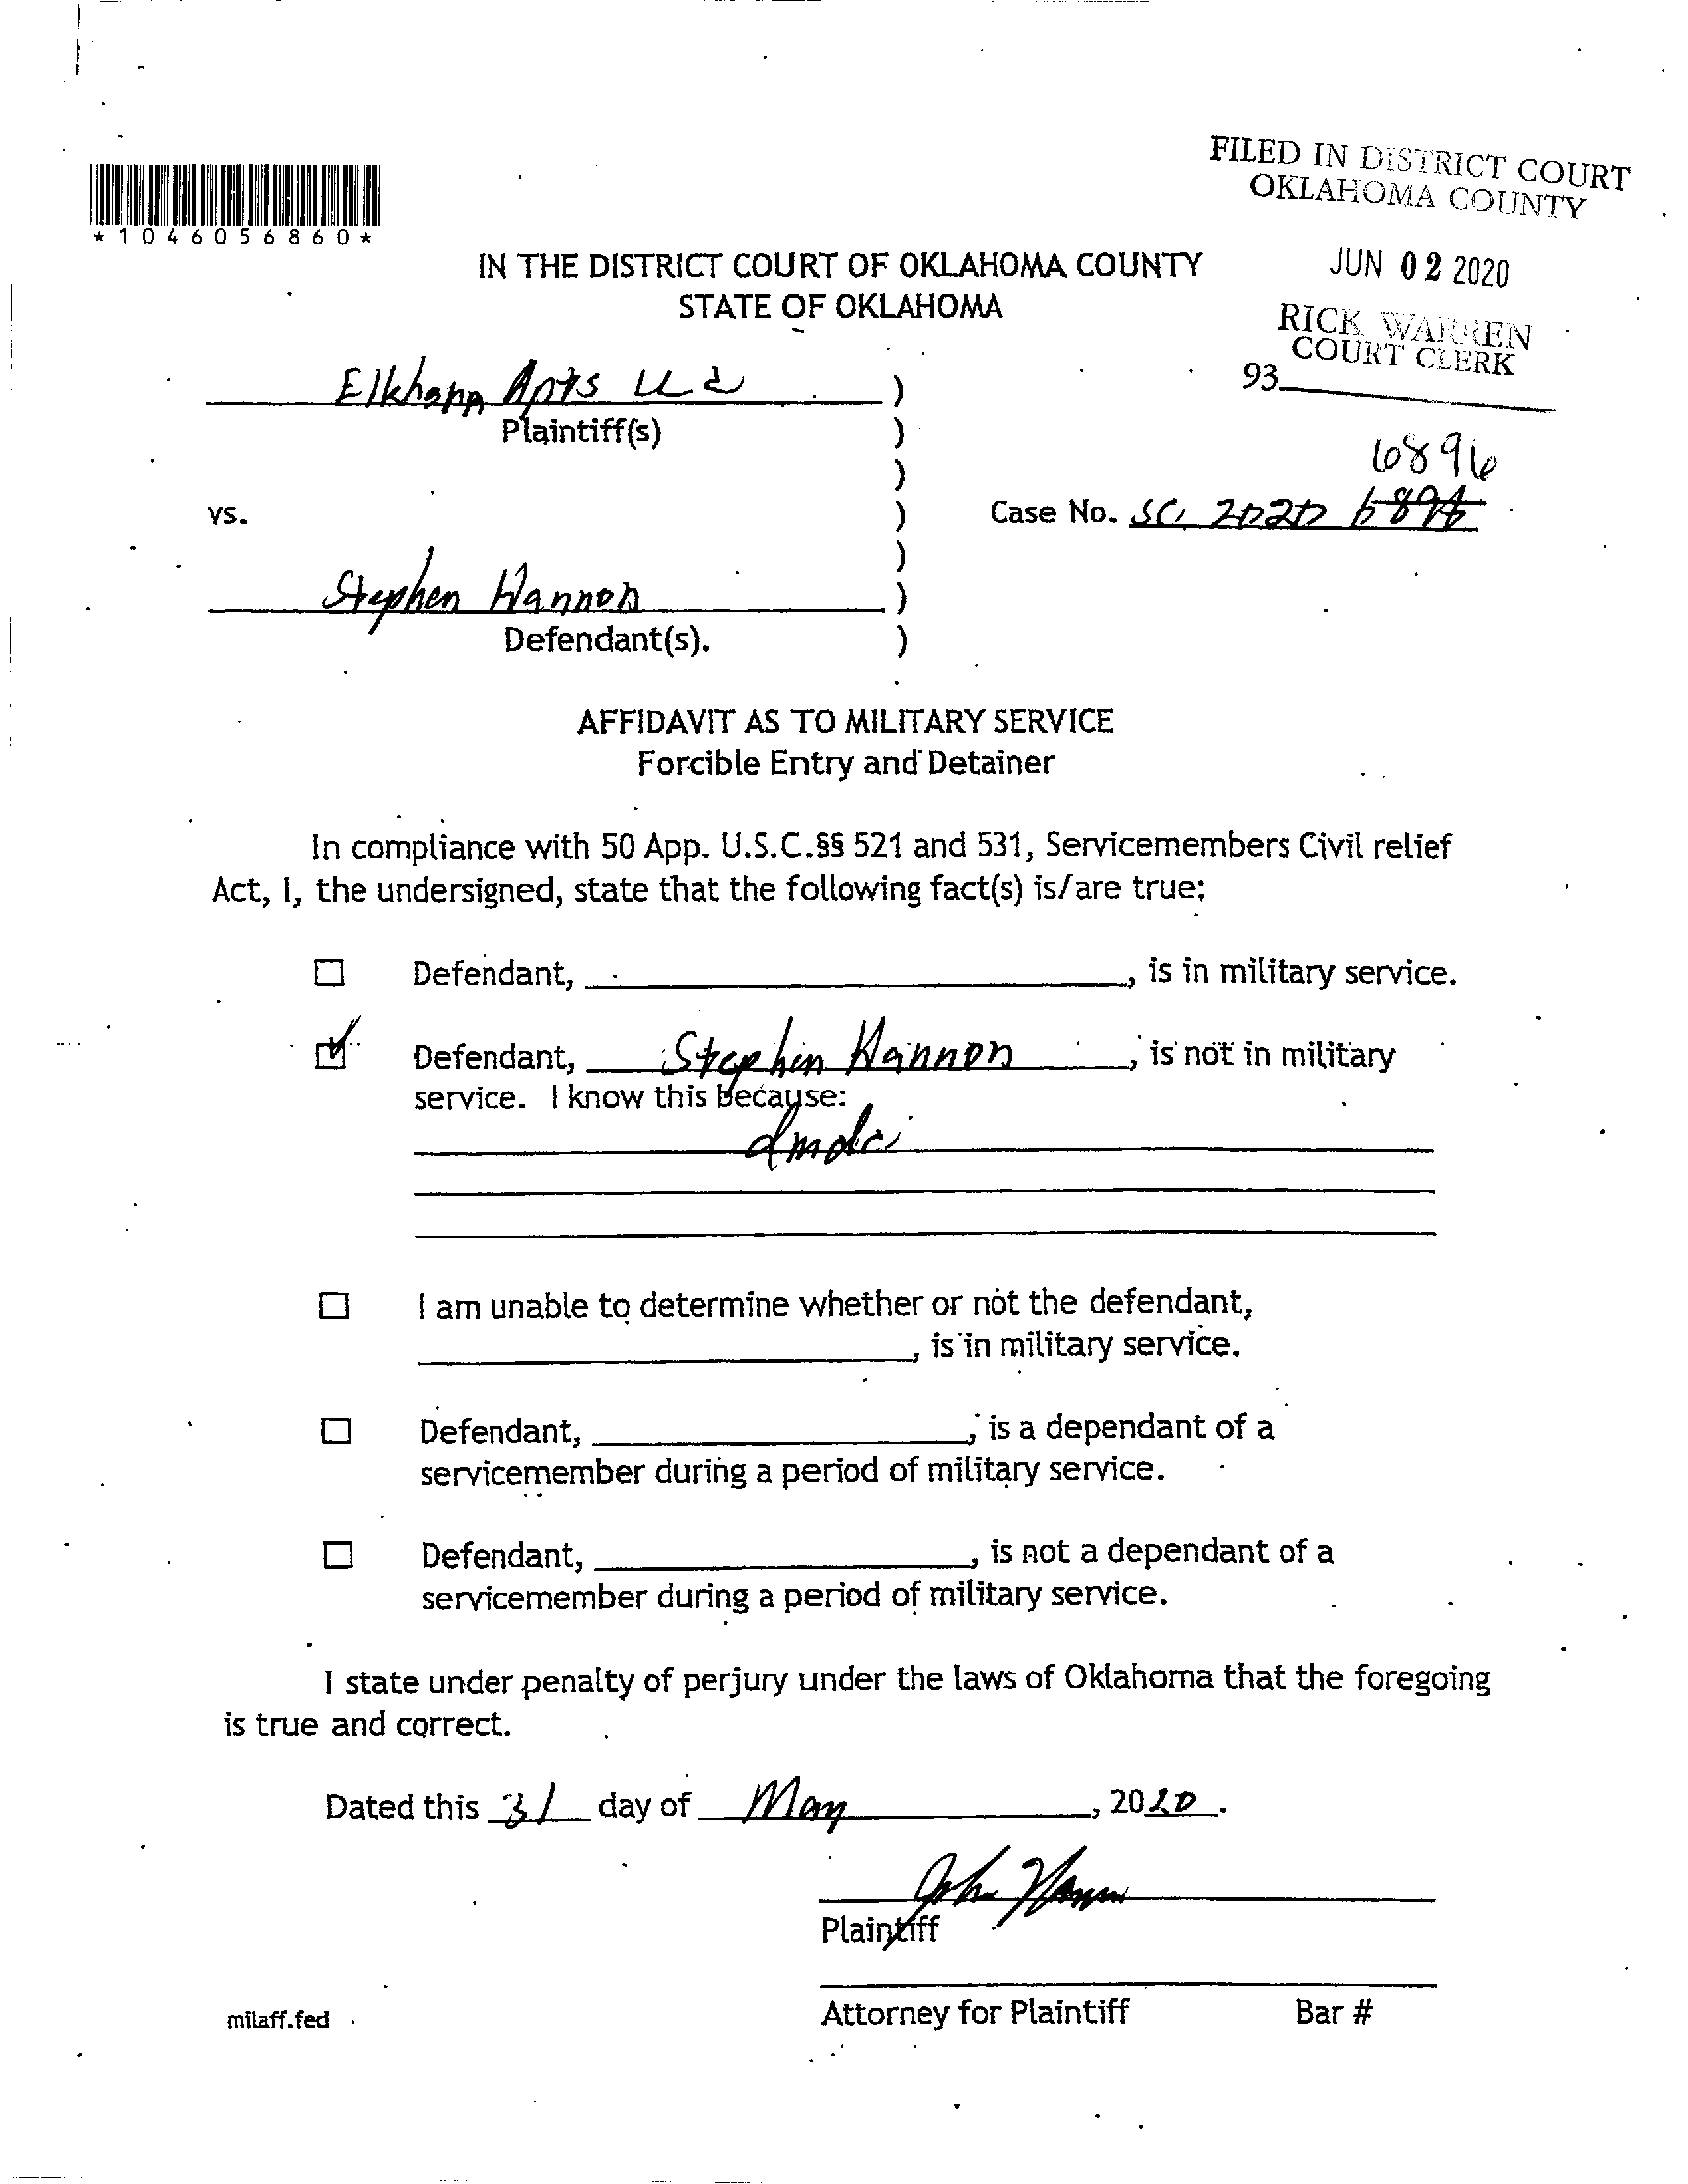 FILED IN DISTRICT COURT
OKLAHOMA COUNTY
*1046056860*
IN THE DISTRICT COURT OF OKLAHOMA COUNTY
JUN 02 2020
STATE OF OKLAHOMA
RICK WARREN
COURT CLERK
93
Apts
Plaintiff(s)
6896
vs.
Case No. SC 2020 6896
Stephen Hannon
Defendant(s).
AFFIDAVIT AS TO MILITARY SERVICE
Forcible Entry and Detainer
In compliance with 50 App. U.S.C.§§ 521 and 531, Servicemembers Civil relief
Act, I, the undersigned, state that the following fact(s) is/are true:
Defendant, , is in military service.
Defendant, Stephen Hannon, is not in military
service. I know this because:
dmdc
I am unable to determine whether or not the defendant,
, is in military service.
Defendant, , is a dependant of a
servicemember during a period of military service.
Defendant, , is not a dependant of a
servicemember during a period of military service.
I state under penalty of perjury under the laws of Oklahoma that the foregoing
is true and correct.
Dated this 31 day of May, 2020.
John
Plaintiff
Attorney for Plaintiff Bar #
milaff.fed